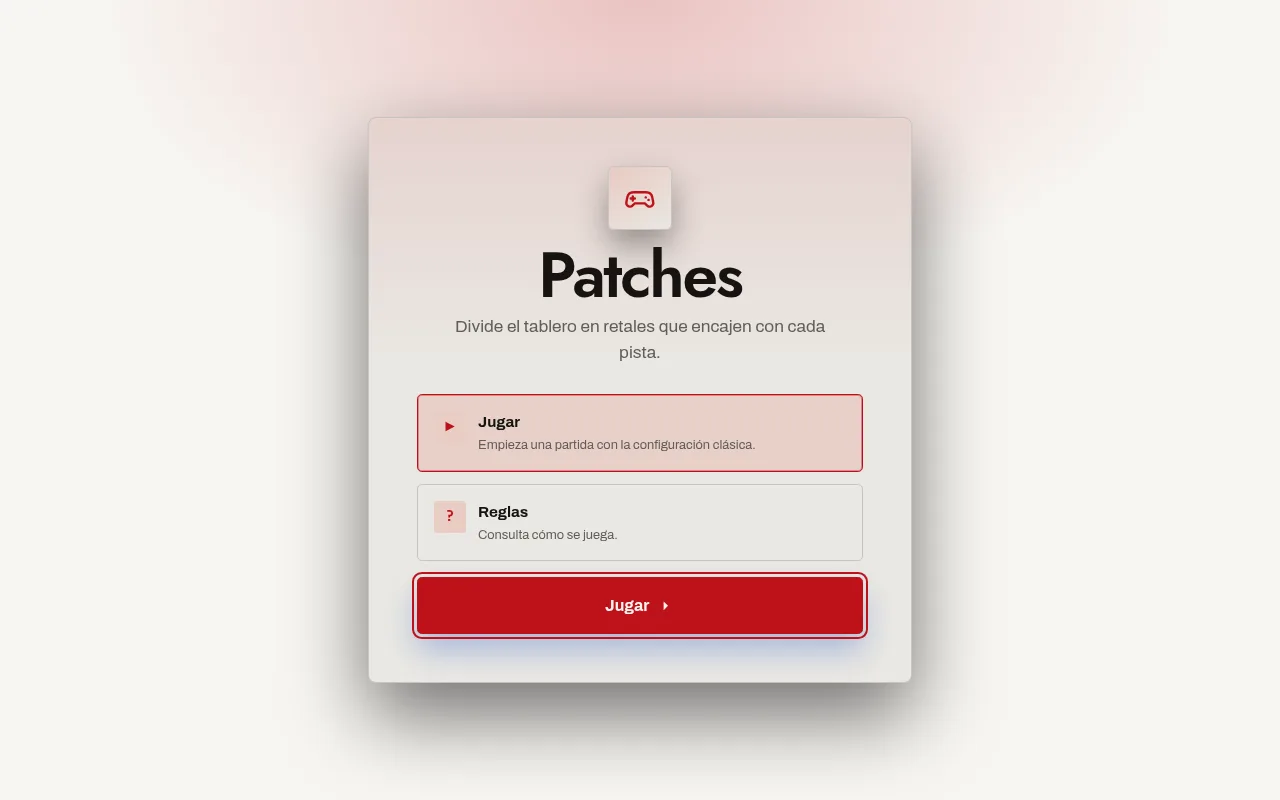 Patches
Divide el tablero en retales que encajen con cada
pista.
Jugar
Empieza una partida con la configuración clásica.
?
Reglas
Consulta cómo se juega.
Jugar